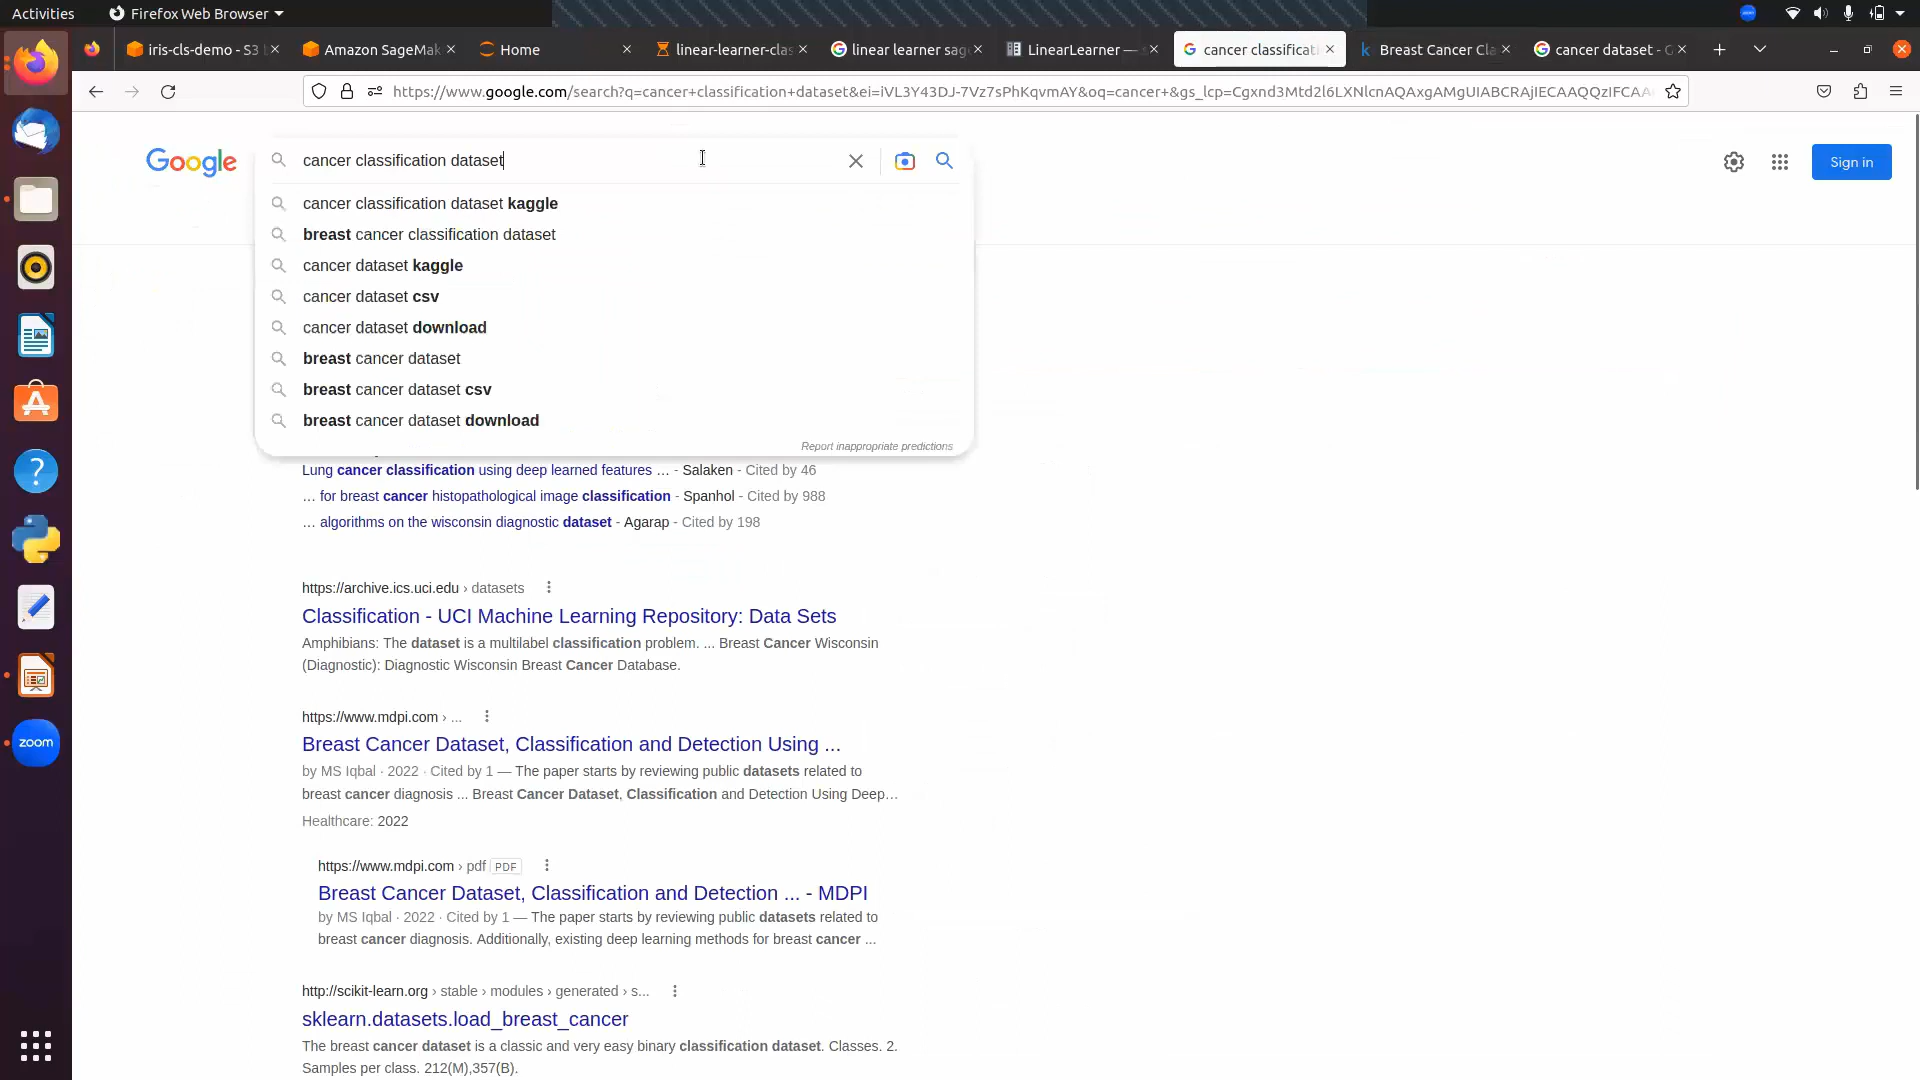 Activities
Firefox Web Browser
iris-cls-demo - S3
Amazon SageMak
Home
linear-learner-clas
linear learner sage
LinearLearner — s
cancer classificati
Breast Cancer Cla
cancer dataset - G
https://www.google.com/search?q=cancer+classification+dataset&ei=iVL3Y43DJ-7Vz7sPhKqvmAY&oq=cancer+&gs_lcp=Cgxnd3Mtd2l6LXNlcnAQAxgAMgUIABCRAjIECAAQQzIFCAA
Google
cancer classification dataset
Sign in
cancer classification dataset kaggle
breast cancer classification dataset
cancer dataset kaggle
cancer dataset csv
cancer dataset download
breast cancer dataset
breast cancer dataset csv
breast cancer dataset download
Report inappropriate predictions
Lung cancer classification using deep learned features … - Salaken - Cited by 46
… for breast cancer histopathological image classification - Spanhol - Cited by 988
… algorithms on the wisconsin diagnostic dataset - Agarap - Cited by 198
https://archive.ics.uci.edu › datasets
Classification - UCI Machine Learning Repository: Data Sets
Amphibians: The dataset is a multilabel classification problem. ... Breast Cancer Wisconsin
(Diagnostic): Diagnostic Wisconsin Breast Cancer Database.
https://www.mdpi.com › ...
Breast Cancer Dataset, Classification and Detection Using ...
by MS Iqbal · 2022 · Cited by 1 — The paper starts by reviewing public datasets related to
breast cancer diagnosis ... Breast Cancer Dataset, Classification and Detection Using Deep…
Healthcare: 2022
https://www.mdpi.com › pdf PDF
Breast Cancer Dataset, Classification and Detection ... - MDPI
by MS Iqbal · 2022 · Cited by 1 — The paper starts by reviewing public datasets related to
breast cancer diagnosis. Additionally, existing deep learning methods for breast cancer ...
http://scikit-learn.org › stable › modules › generated › s...
sklearn.datasets.load_breast_cancer
The breast cancer dataset is a classic and very easy binary classification dataset. Classes. 2.
Samples per class. 212(M),357(B).
zoom